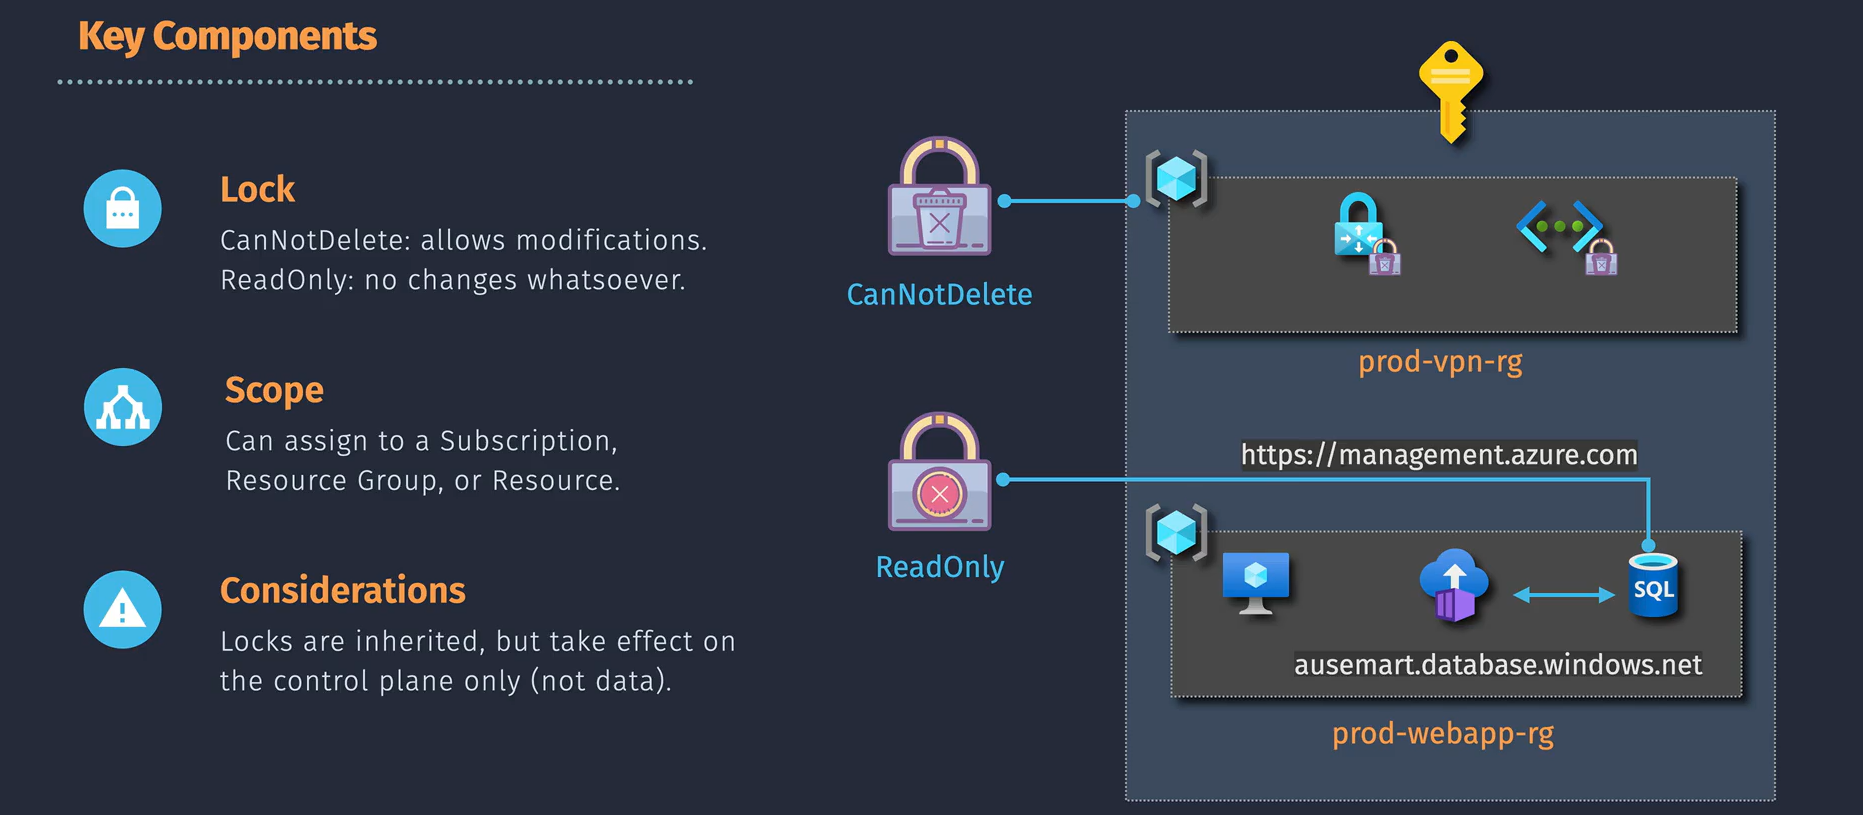 Key Components
Lock
CanNotDelete: allows modifications.
ReadOnly: no changes whatsoever.
Scope
Can assign to a Subscription,
Resource Group, or Resource.
Considerations
Locks are inherited, but take effect on
the control plane only (not data).
CanNotDelete
ReadOnly
prod-vpn-rg
https://management.azure.com
SQL
ausemart.database.windows.net
prod-webapp-rg